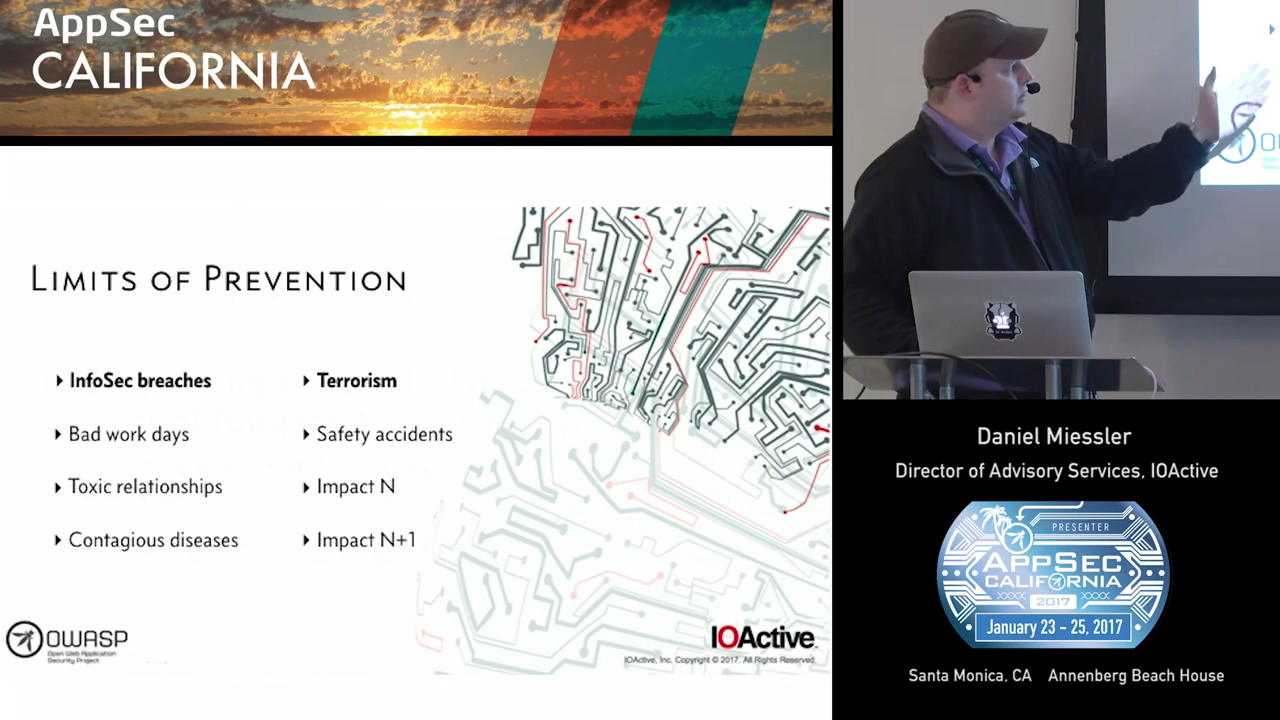 AppSec
CALIFORNIA
LIMITS OF PREVENTION
InfoSec breaches
Terrorism
Bad work days
Safety accidents
Toxic relationships
Impact N
Contagious diseases
Impact N+1
OWASP
Open Web Application
Security Project
IOActive
IOActive, Inc. Copyright © 2017. All Rights Reserved.
Daniel Miessler
Director of Advisory Services, IOActive
PRESENTER
APPSEC
CALIFORNIA
2017
January 23 - 25, 2017
Santa Monica, CA Annenberg Beach House